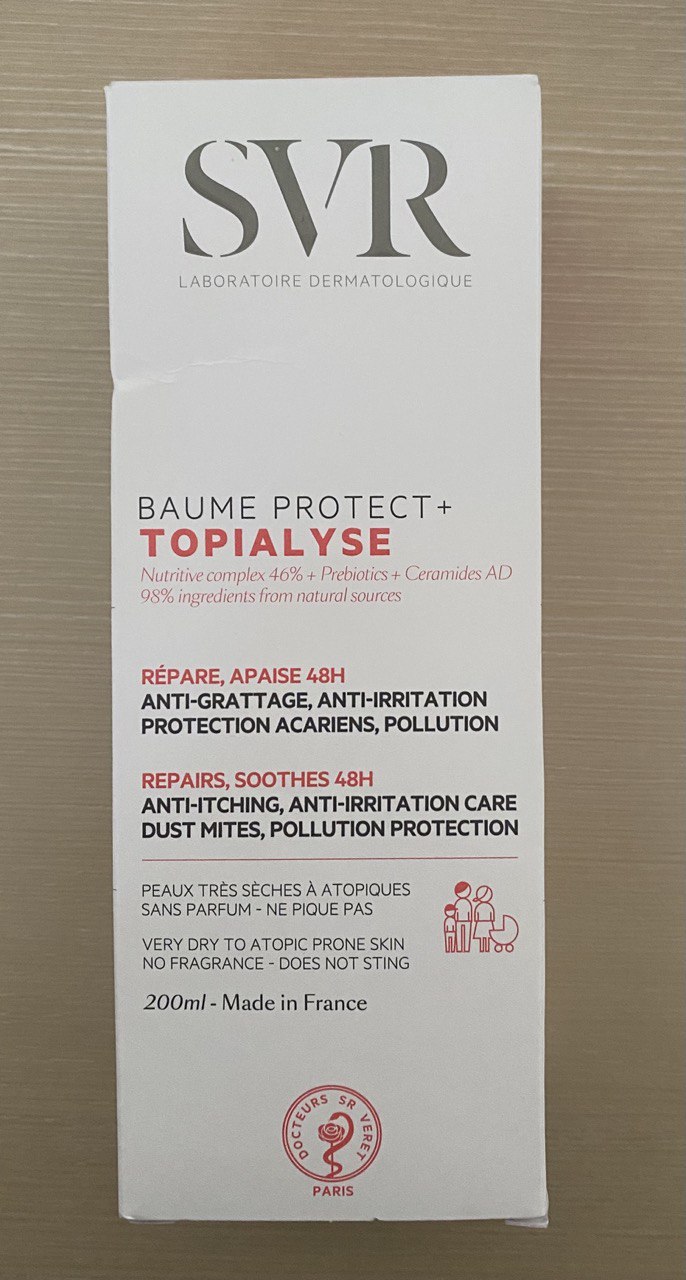 SVR
LABORATOIRE DERMATOLOGIQUE
BAUME PROTECT+
TOPIALYSE
Nutritive complex 46% + Prebiotics + Ceramides AD
98% ingredients from natural sources
RÉPARE, APAISE 48H
ANTI-GRATTAGE, ANTI-IRRITATION
PROTECTION ACARIENS, POLLUTION
REPAIRS, SOOTHES 48H
ANTI-ITCHING, ANTI-IRRITATION CARE
DUST MITES, POLLUTION PROTECTION
PEAUX TRÈS SÈCHES À ATOPIQUES
SANS PARFUM - NE PIQUE PAS
VERY DRY TO ATOPIC PRONE SKIN
NO FRAGRANCE - DOES NOT STING
200ml - Made in France
DOCTEURS SR VERET
PARIS